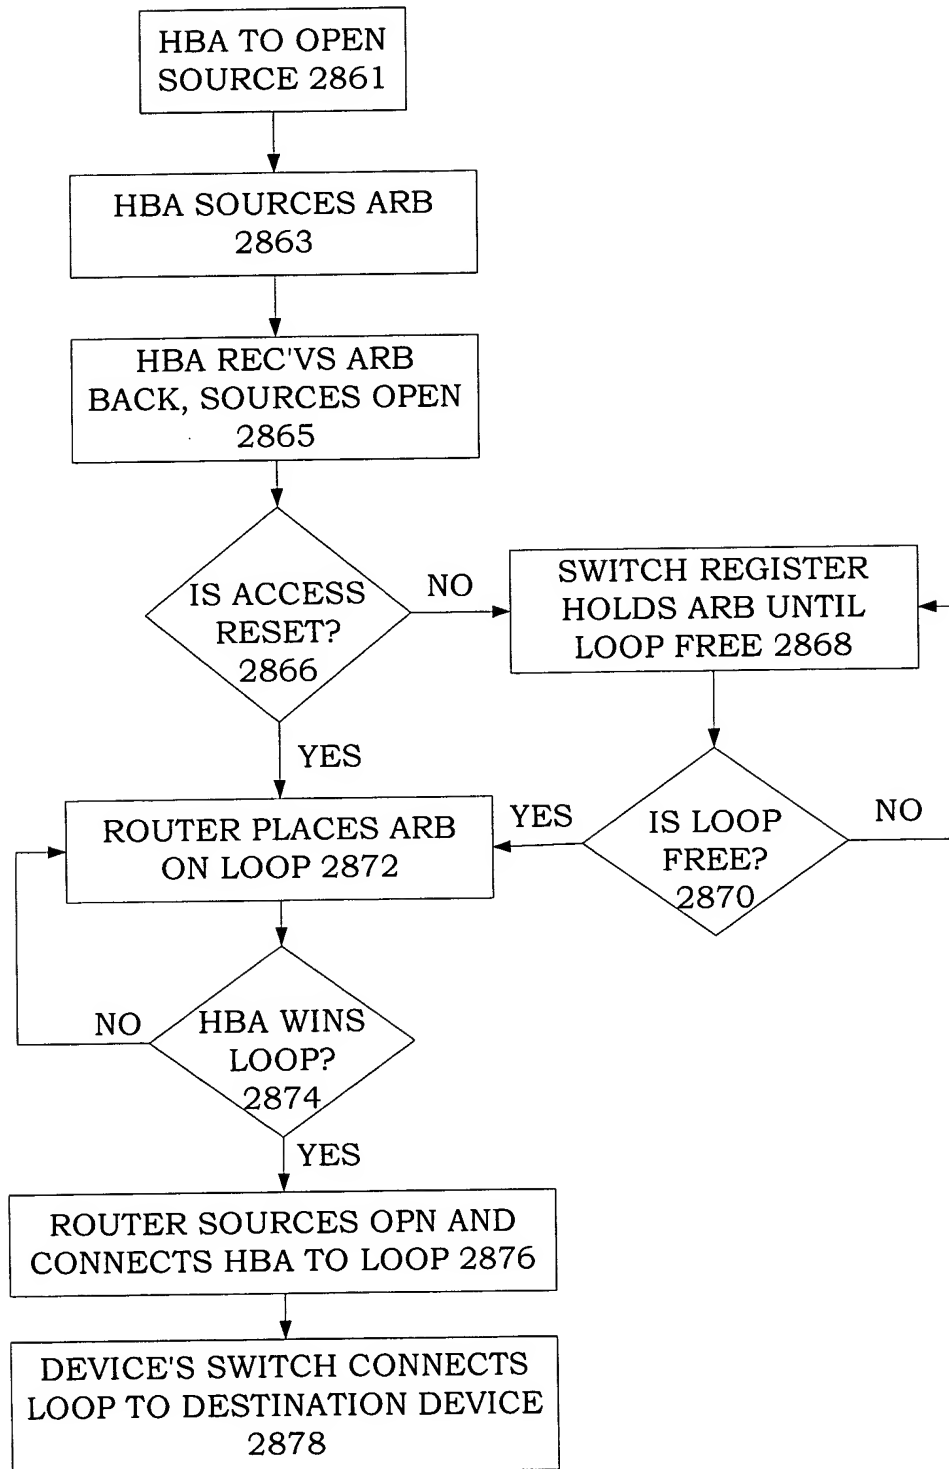 HBA TO OPEN
SOURCE 2861
HBA SOURCES ARB
2863
HBA REC'VS ARB
BACK, SOURCES OPEN
2865
IS ACCESS
RESET?
2866
NO
SWITCH REGISTER
HOLDS ARB UNTIL
LOOP FREE 2868
YES
ROUTER PLACES ARB
ON LOOP 2872
YES
IS LOOP
FREE?
2870
NO
NO
HBA WINS
LOOP?
2874
YES
ROUTER SOURCES OPN AND
CONNECTS HBA TO LOOP 2876
DEVICE'S SWITCH CONNECTS
LOOP TO DESTINATION DEVICE
2878